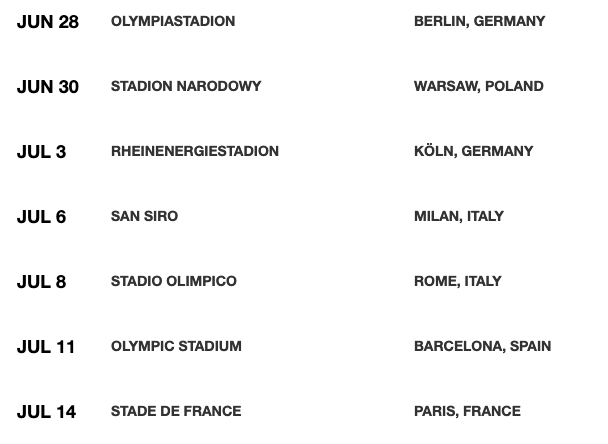 JUN 28 OLYMPIASTADION BERLIN, GERMANY
JUN 30 STADION NARODOWY WARSAW, POLAND
JUL 3 RHEINENERGIESTADION KÖLN, GERMANY
JUL 6 SAN SIRO MILAN, ITALY
JUL 8 STADIO OLIMPICO ROME, ITALY
JUL 11 OLYMPIC STADIUM BARCELONA, SPAIN
JUL 14 STADE DE FRANCE PARIS, FRANCE